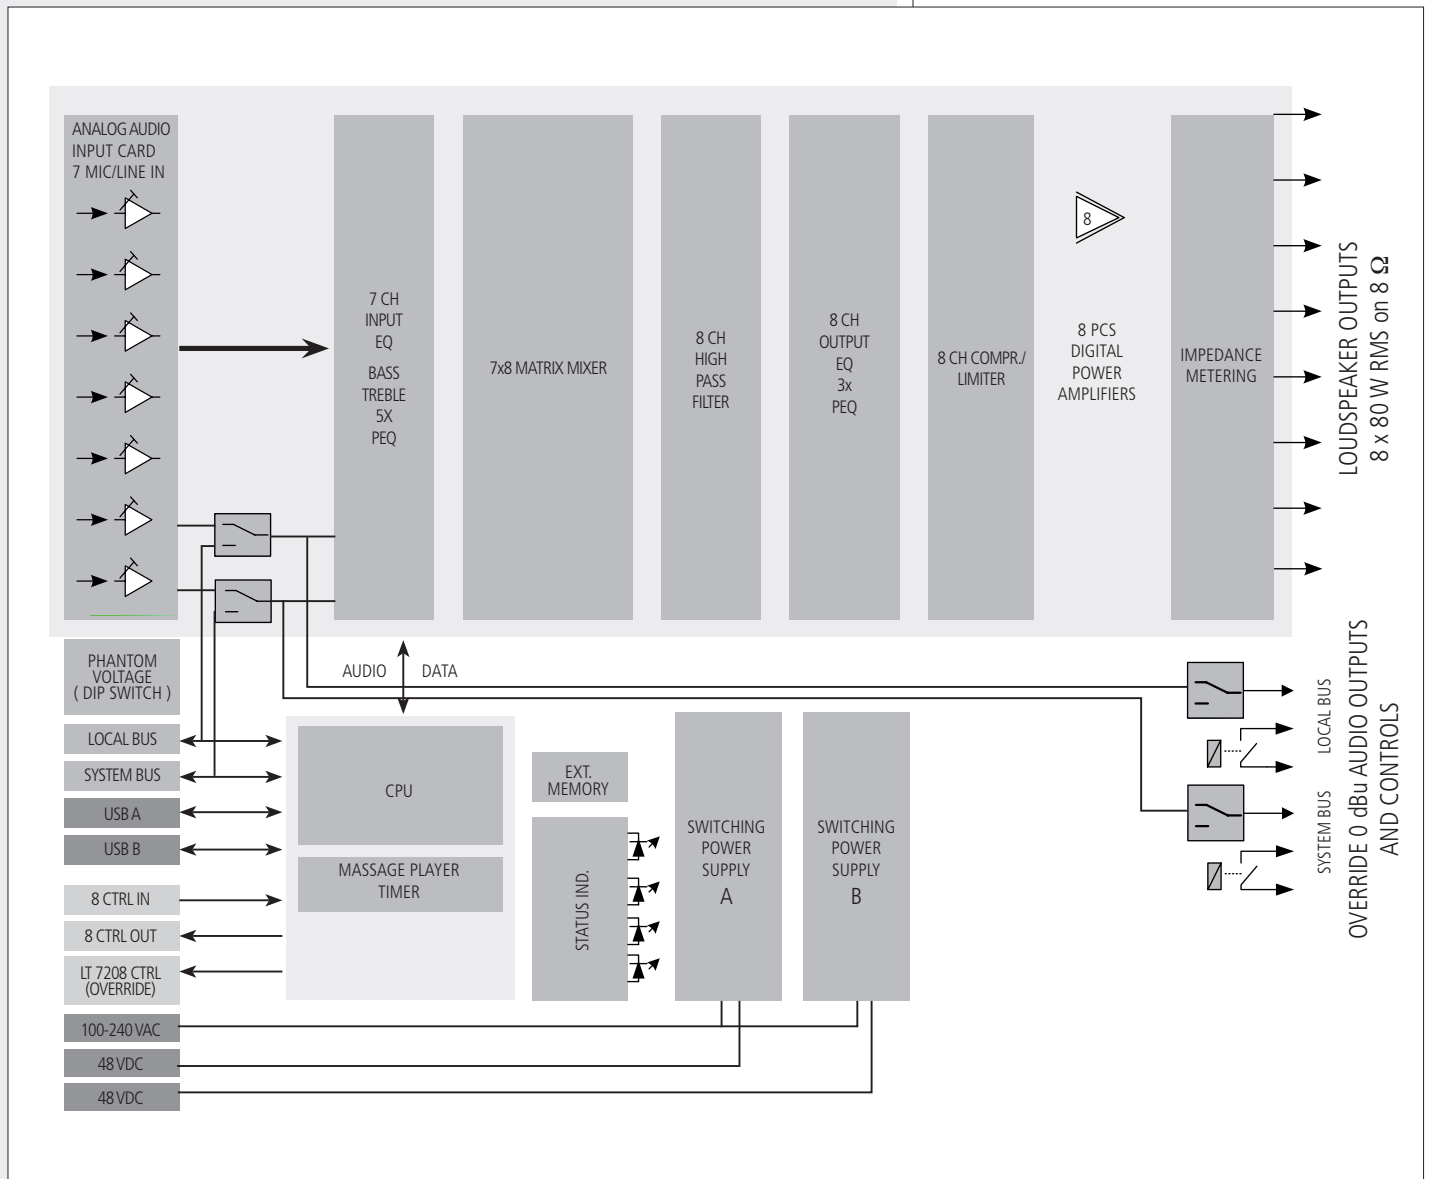 ANALOG AUDIO
INPUT CARD
7 MIC/LINE IN
7 CH
INPUT
EQ
BASS
TREBLE
5X
PEQ
7x8 MATRIX MIXER
8 CH
HIGH
PASS
FILTER
8 CH
OUTPUT
EQ
3x
PEQ
8 CH COMPR./
LIMITER
8
8 PCS
DIGITAL
POWER
AMPLIFIERS
IMPEDANCE
METERING
LOUDSPEAKER OUTPUTS
8 x 80 W RMS on 8 Ω
PHANTOM
VOLTAGE
( DIP SWITCH )
AUDIO
DATA
LOCAL BUS
SYSTEM BUS
USB A
USB B
8 CTRL IN
8 CTRL OUT
LT 7208 CTRL
(OVERRIDE)
100-240 VAC
48 VDC
48 VDC
CPU
MASSAGE PLAYER
TIMER
EXT.
MEMORY
STATUS IND.
SWITCHING
POWER
SUPPLY
A
SWITCHING
POWER
SUPPLY
B
LOCAL BUS
SYSTEM BUS
OVERRIDE 0 dBu AUDIO OUTPUTS
AND CONTROLS